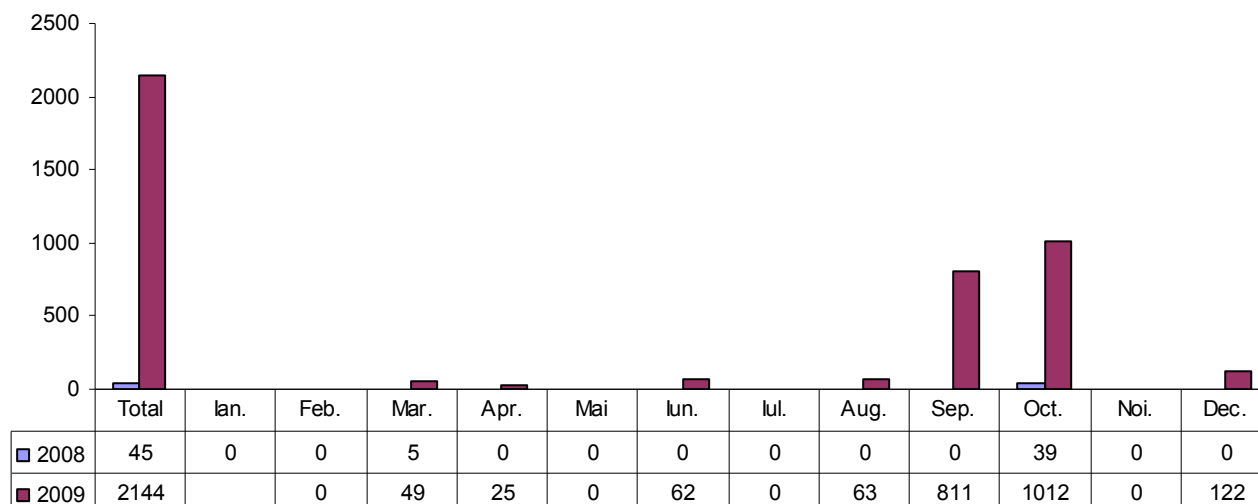 2500
2000
1500
1000
500
0
Total Ian. Feb. Mar. Apr. Mai Iun. Iul. Aug. Sep. Oct. Noi. Dec.
2008 45 0 0 5 0 0 0 0 0 0 39 0 0
2009 2144 0 49 25 0 62 0 63 811 1012 0 122